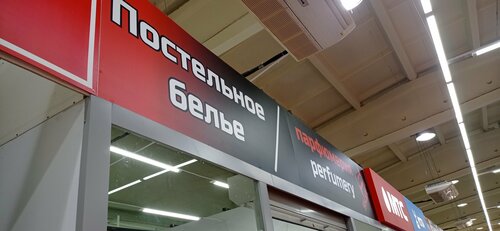 Постельное
белье
парфюмерия
perfumery
МТС